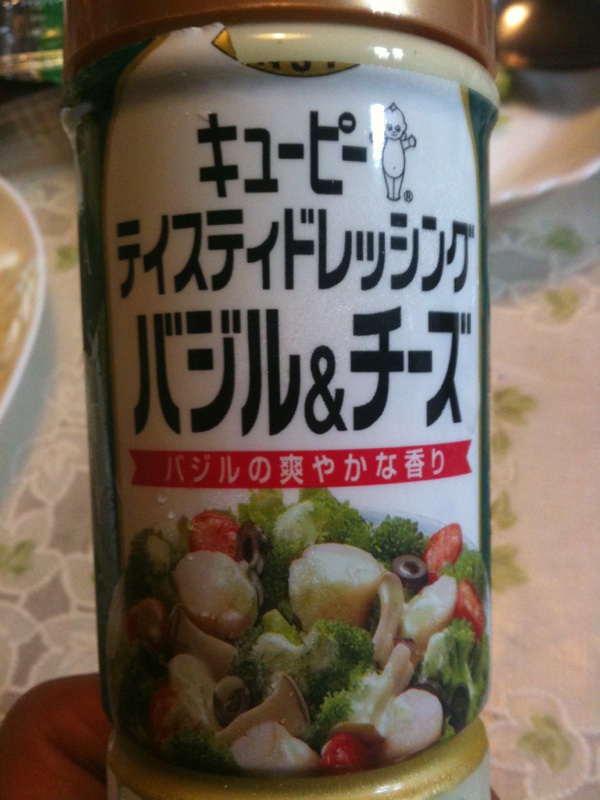 キューピー®
テイスティドレッシング
バジル&チーズ
バジルの爽やかな香り